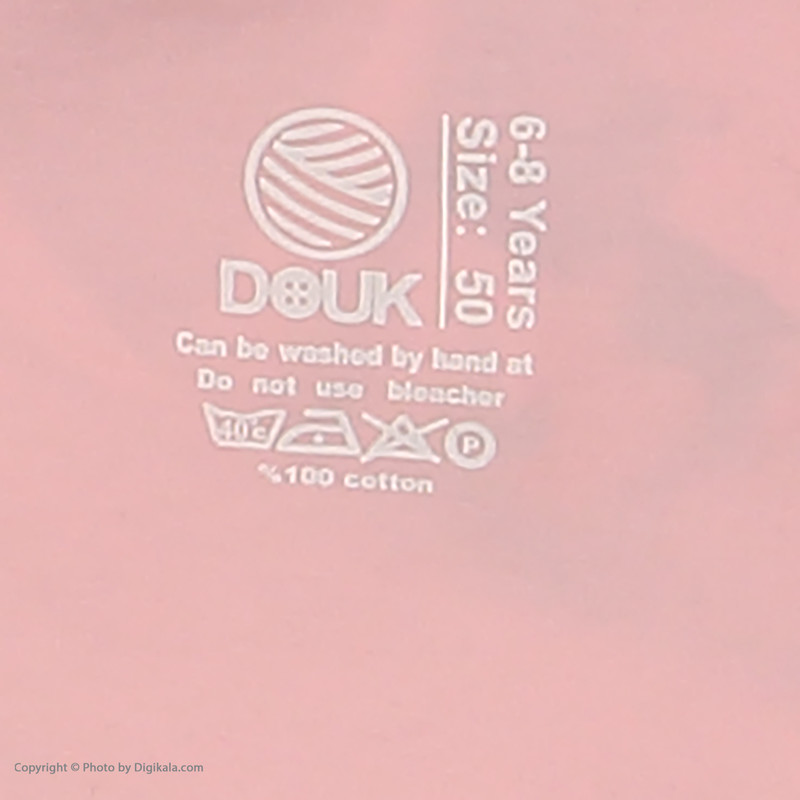 DOUK
6-8 Years
Size: 50
Can be washed by hand at
Do not use bleacher
40°c
P
%100 cotton
Copyright © Photo by Digikala.com